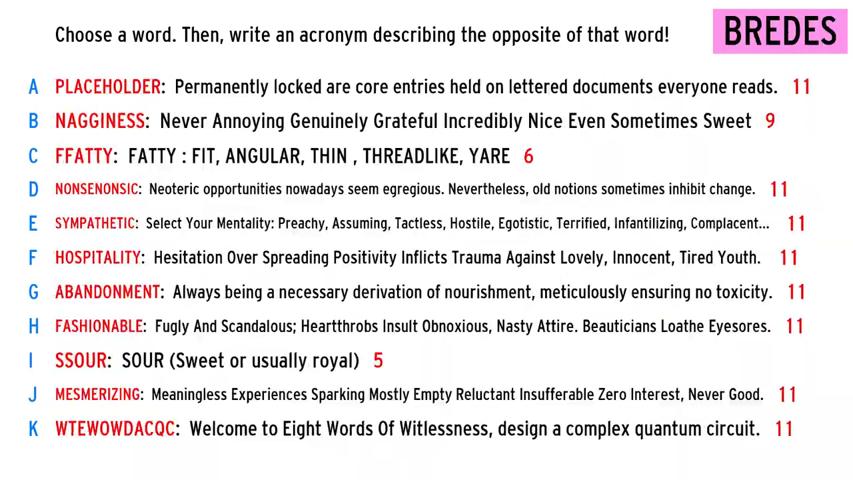 Choose a word. Then, write an acronym describing the opposite of that word!
BREDES
A PLACEHOLDER: Permanently locked are core entries held on lettered documents everyone reads. 11
B NAGGINESS: Never Annoying Genuinely Grateful Incredibly Nice Even Sometimes Sweet 9
C FFATTY: FATTY : FIT, ANGULAR, THIN , THREADLIKE, YARE 6
D NONSENONSIC: Neoteric opportunities nowadays seem egregious. Nevertheless, old notions sometimes inhibit change. 11
E SYMPATHETIC: Select Your Mentality: Preachy, Assuming, Tactless, Hostile, Egotistic, Terrified, Infantilizing, Complacent... 11
F HOSPITALITY: Hesitation Over Spreading Positivity Inflicts Trauma Against Lovely, Innocent, Tired Youth. 11
G ABANDONMENT: Always being a necessary derivation of nourishment, meticulously ensuring no toxicity. 11
H FASHIONABLE: Fugly And Scandalous; Heartthrobs Insult Obnoxious, Nasty Attire. Beauticians Loathe Eyesores. 11
I SSOUR: SOUR (Sweet or usually royal) 5
J MESMERIZING: Meaningless Experiences Sparking Mostly Empty Reluctant Insufferable Zero Interest, Never Good. 11
K WTEWOWDACQC: Welcome to Eight Words Of Witlessness, design a complex quantum circuit. 11